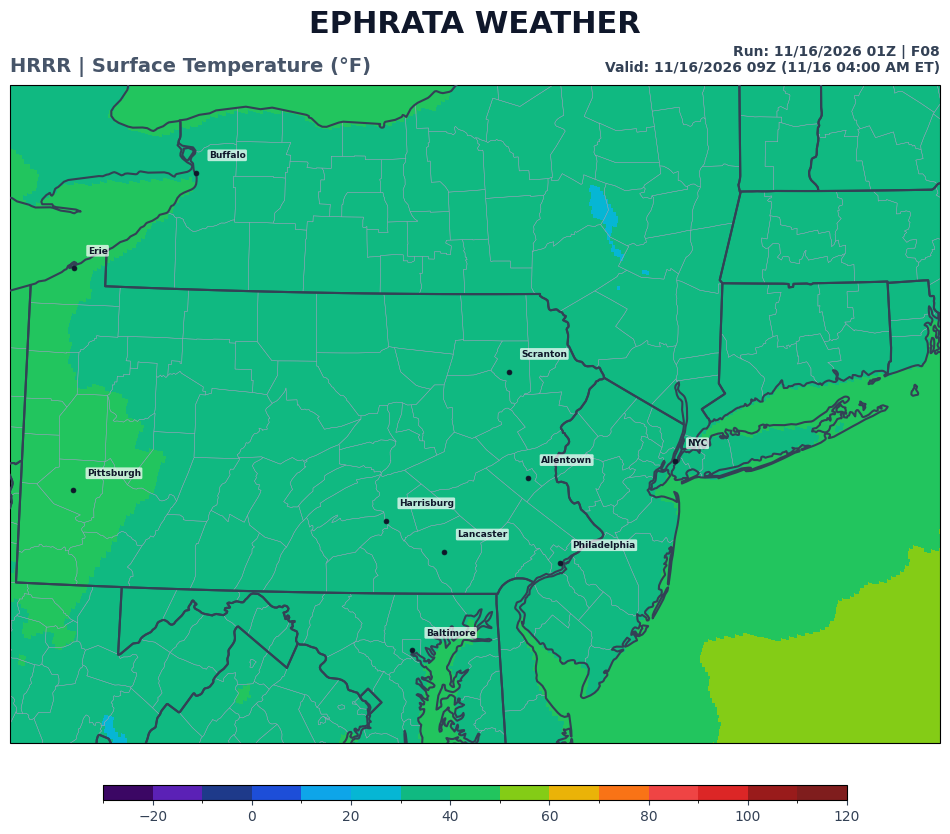 EPHRATA WEATHER
HRRR | Surface Temperature (°F)
Run: 11/16/2026 01Z | F08
Valid: 11/16/2026 09Z (11/16 04:00 AM ET)
Buffalo
Erie
Scranton
NYC
Allentown
Pittsburgh
Harrisburg
Lancaster
Philadelphia
Baltimore
−20 0 20 40 60 80 100 120